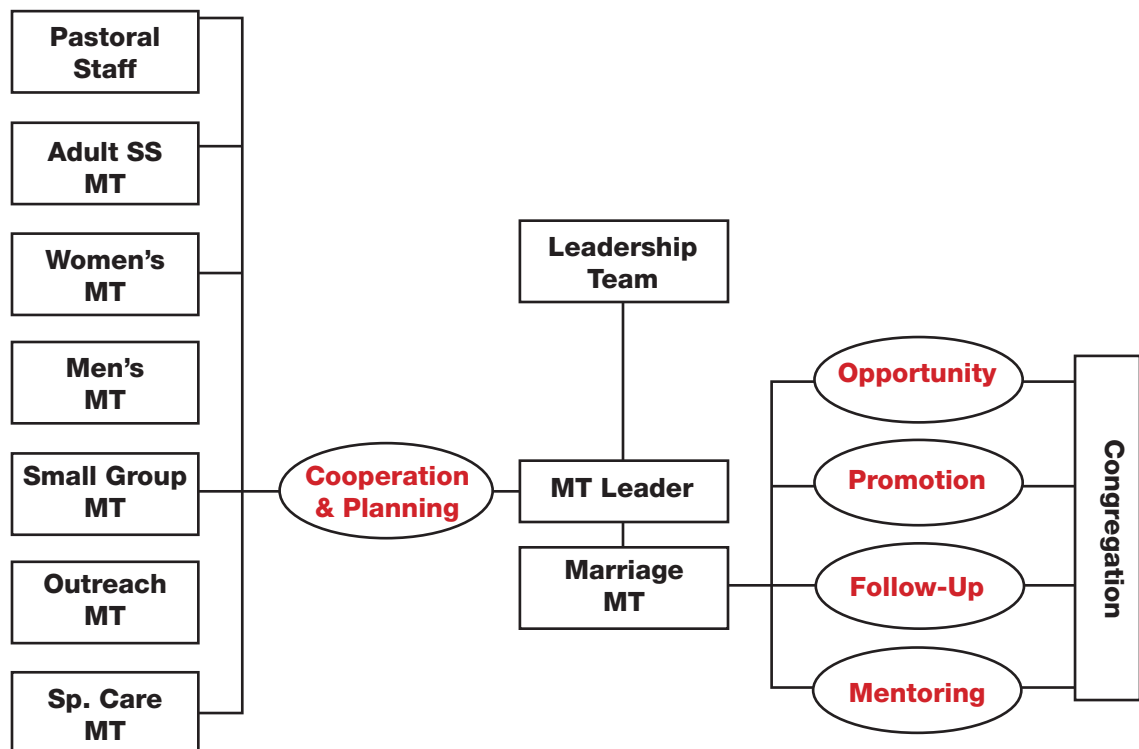 Pastoral
Staff
Adult SS
MT
Women's
MT
Men's
MT
Small Group
MT
Outreach
MT
Sp. Care
MT
Cooperation
& Planning
Leadership
Team
MT Leader
Marriage
MT
Opportunity
Promotion
Follow-Up
Mentoring
Congregation